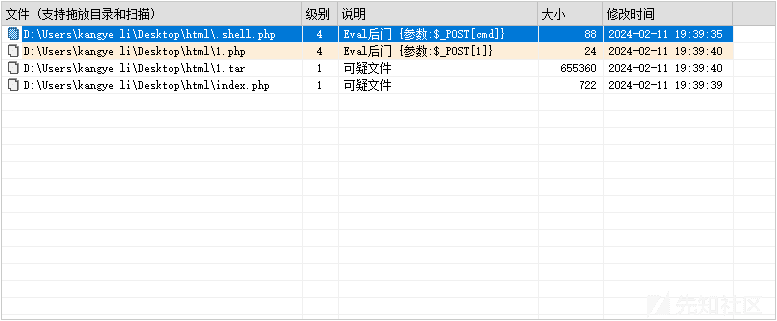 文件（支持拖放目录和扫描） 级别 说明 大小 修改时间
D:\Users\kangye li\Desktop\html\.shell.php 4 Eval后门 {参数:$_POST[cmd]} 88 2024-02-11 19:39:35
D:\Users\kangye li\Desktop\html\1.php 4 Eval后门 {参数:$_POST[1]} 24 2024-02-11 19:39:40
D:\Users\kangye li\Desktop\html\1.tar 1 可疑文件 655360 2024-02-11 19:39:40
D:\Users\kangye li\Desktop\html\index.php 1 可疑文件 722 2024-02-11 19:39:39
先知社区